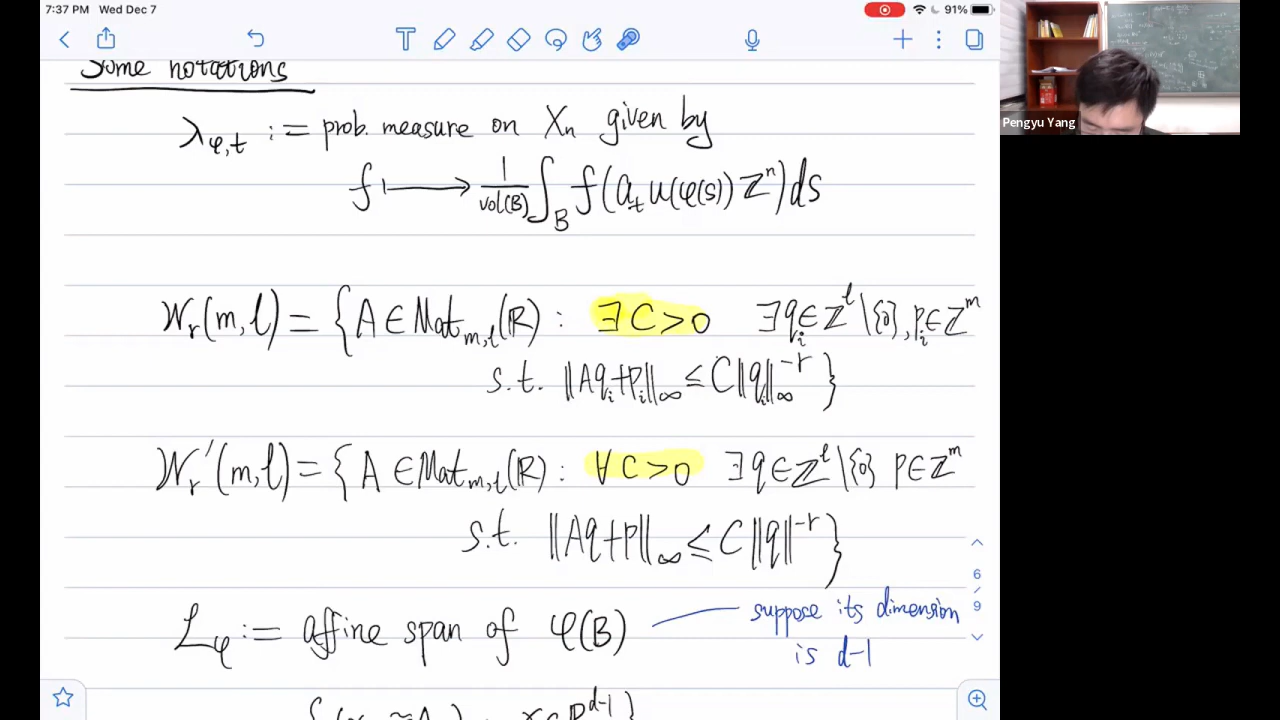 7:37 PM Wed Dec 7
91%
Some notations
λ_{φ,t} := prob. measure on X_n given by
f ⟼ 1/vol(B) ∫_B f(a_t u(φ(s)) ℤ^n) ds
𝒲_r(m,l) = {A ∈ Mat_{m,l}(ℝ) : ∃ C>0 ∃ q_i ∈ ℤ^l \ {0}, p_i ∈ ℤ^m
s.t. ‖Aq_i + p_i‖_∞ ≤ C‖q_i‖_∞^{-r} }
𝒲_r'(m,l) = {A ∈ Mat_{m,l}(ℝ) : ∀ C>0 ∃ q ∈ ℤ^l \ {0} p ∈ ℤ^m
s.t. ‖Aq + p‖_∞ ≤ C‖q‖^{-r} }
ℒ_φ := affine span of φ(B)
suppose its dimension
is d-1
6
/
9
Pengyu Yang